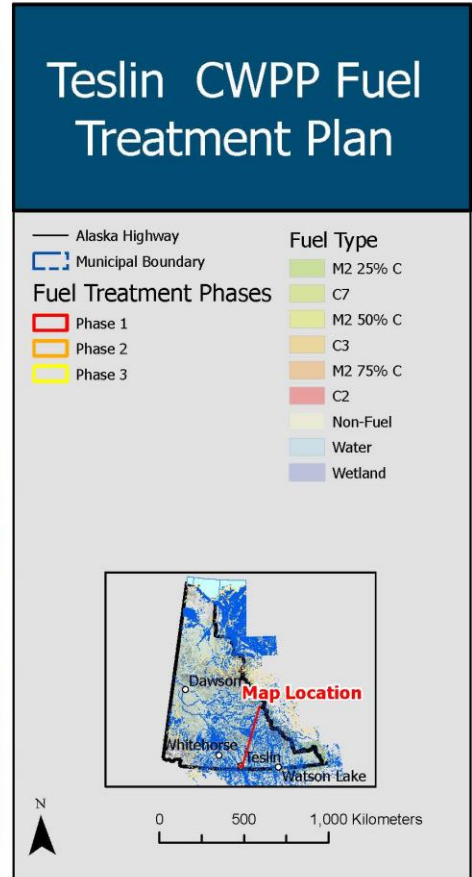 Teslin CWPP Fuel
Treatment Plan
Alaska Highway
Municipal Boundary
Fuel Treatment Phases
Phase 1
Phase 2
Phase 3
Fuel Type
M2 25% C
C7
M2 50% C
C3
M2 75% C
C2
Non-Fuel
Water
Wetland
Dawson
Map Location
Whitehorse
Teslin
Watson Lake
N
0 500 1,000 Kilometers